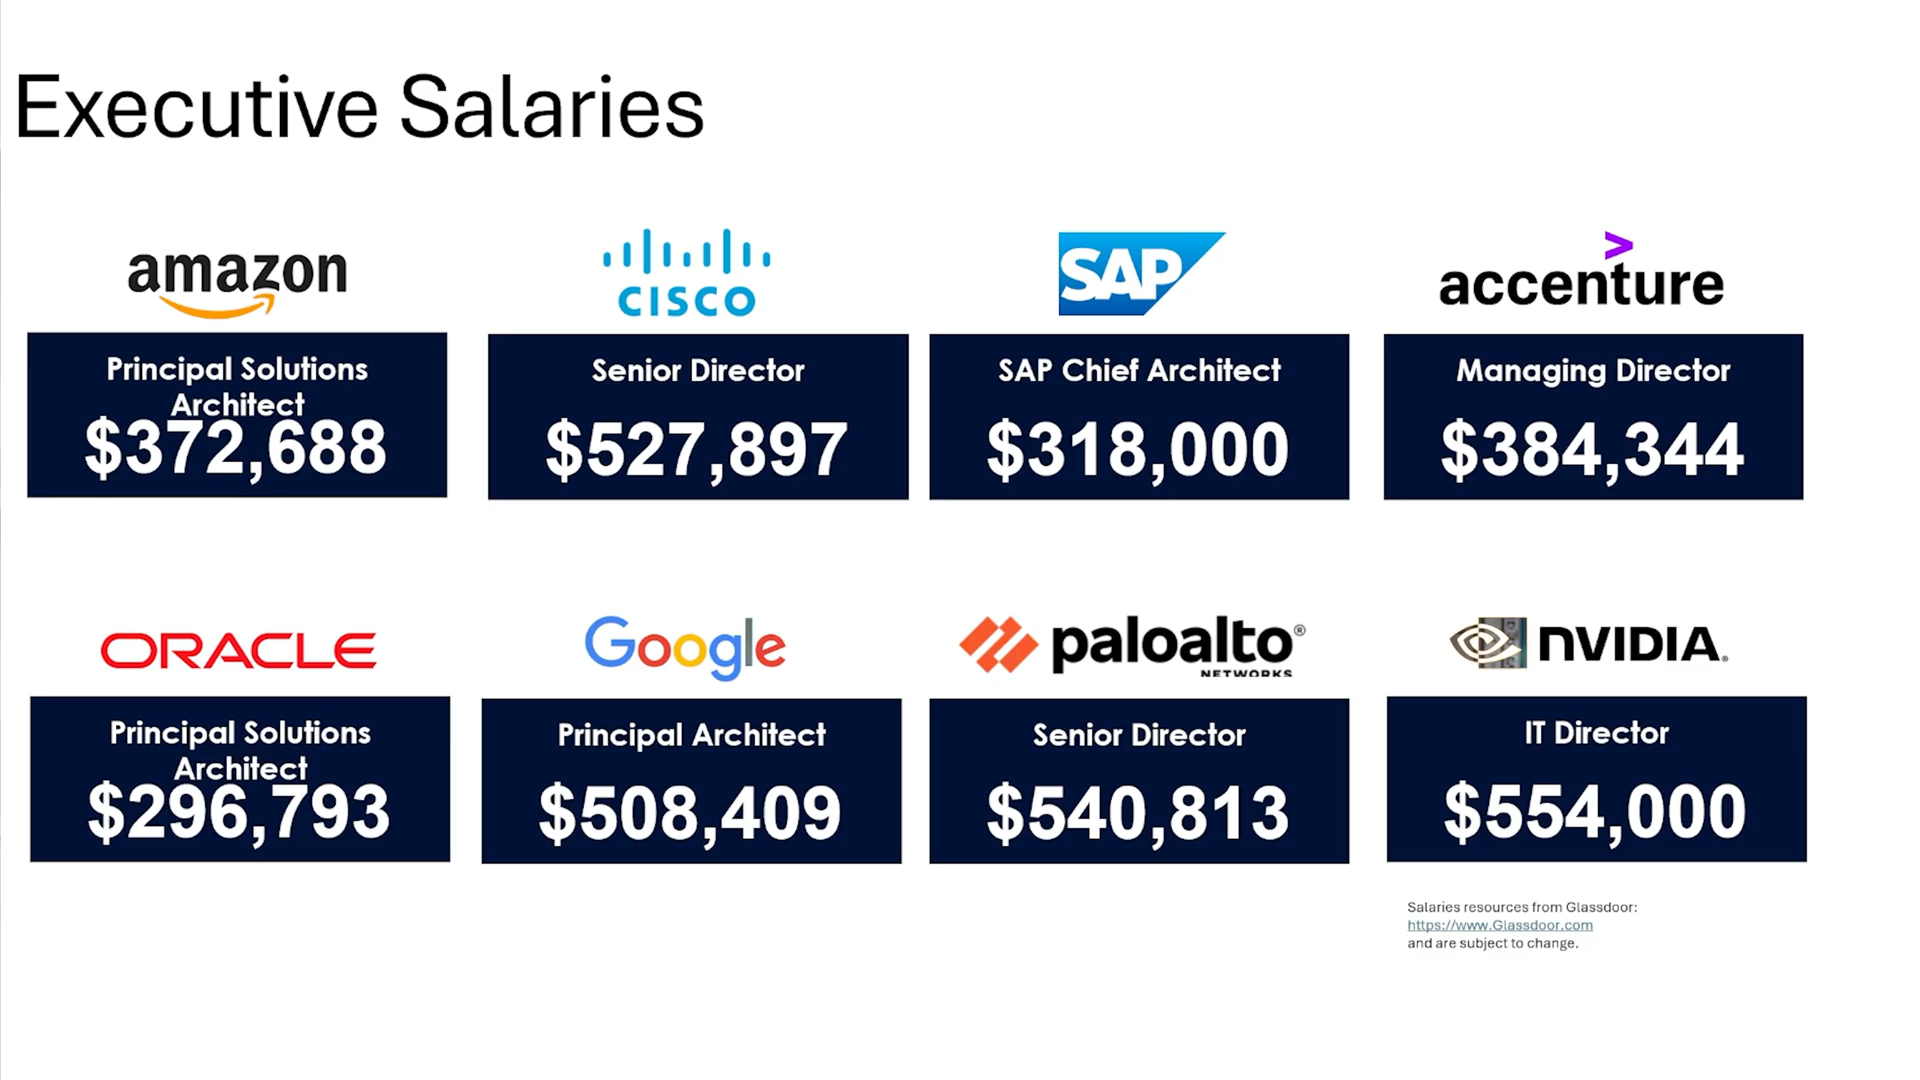 Executive Salaries
amazon
CISCO
SAP
accenture
Principal Solutions
Architect
$372,688
Senior Director
$527,897
SAP Chief Architect
$318,000
Managing Director
$384,344
ORACLE
Google
paloalto®
NETWORKS
NVIDIA®
Principal Solutions
Architect
$296,793
Principal Architect
$508,409
Senior Director
$540,813
IT Director
$554,000
Salaries resources from Glassdoor:
https://www.Glassdoor.com
and are subject to change.